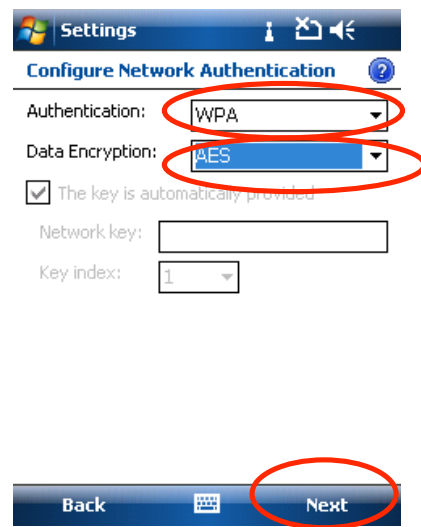 Settings
Configure Network Authentication ?
Authentication: WPA
Data Encryption: AES
The key is automatically provided
Network key:
Key index: 1
Back Next